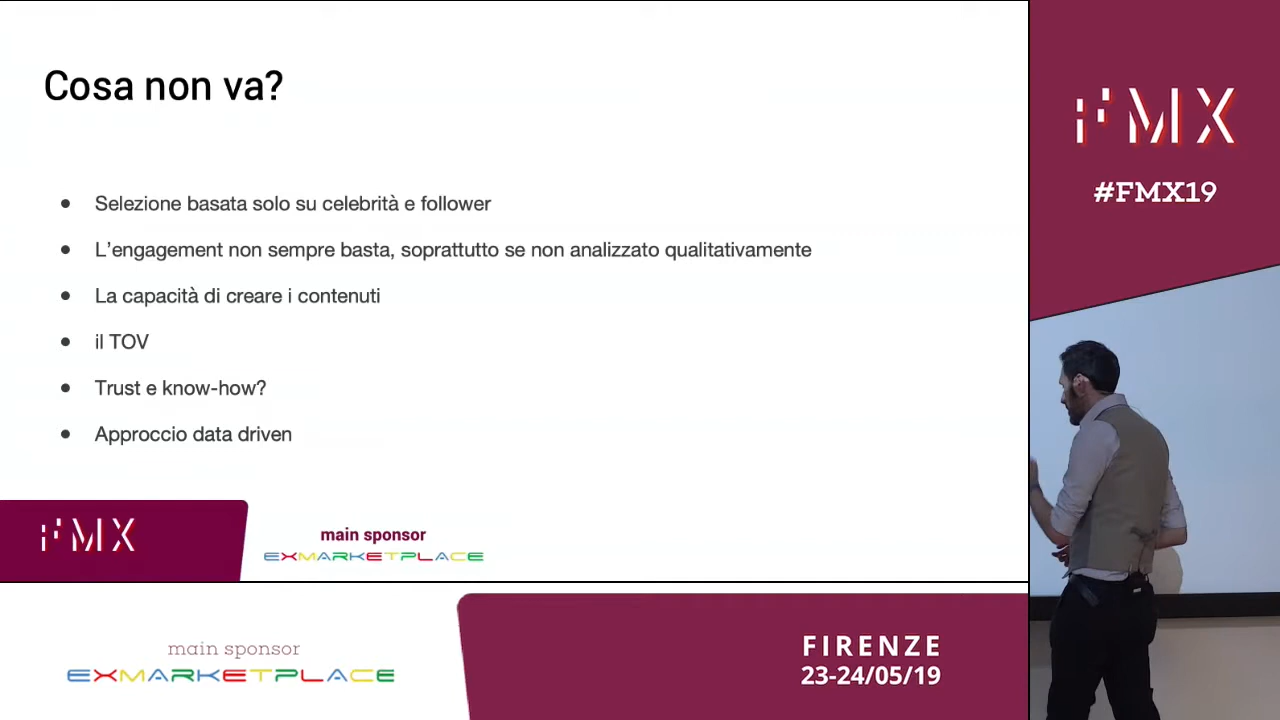 Cosa non va?
Selezione basata solo su celebrità e follower
L’engagement non sempre basta, soprattutto se non analizzato qualitativamente
La capacità di creare i contenuti
il TOV
Trust e know-how?
Approccio data driven
FMX
main sponsor
EXMARKETPLACE
main sponsor
EXMARKETPLACE
FIRENZE
23-24/05/19
FMX
#FMX19